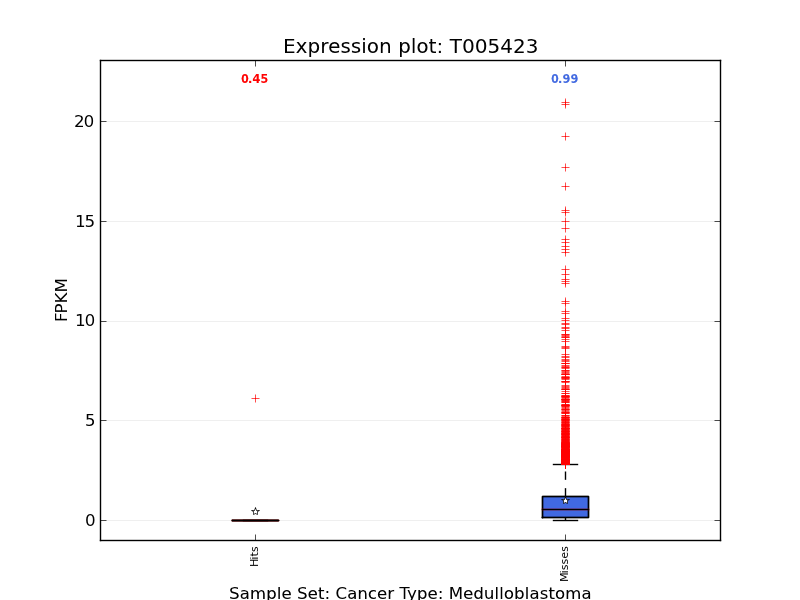 Expression plot: T005423
0.45 0.99
20
15
10
5
0
FPKM
Hits Misses
Sample Set: Cancer Type: Medulloblastoma